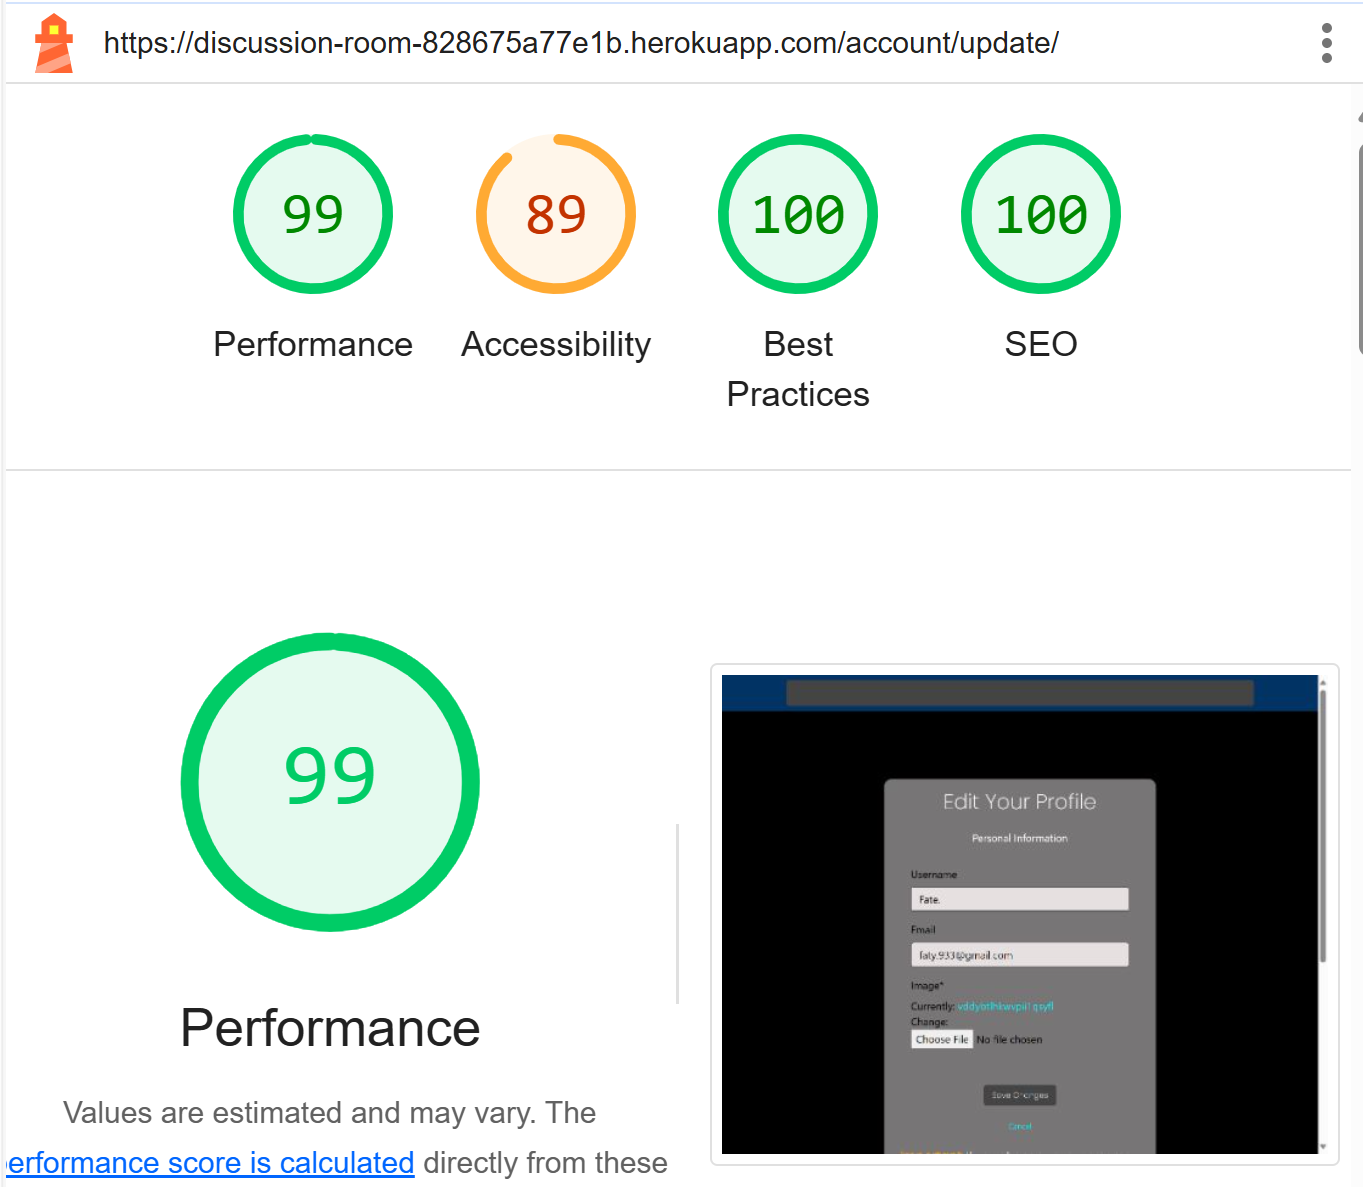 https://discussion-room-828675a77e1b.herokuapp.com/account/update/
99
89
100
100
Performance
Accessibility
Best
Practices
SEO
99
Performance
Values are estimated and may vary. The
performance score is calculated directly from these
Edit Your Profile
Personal Information
Username
Fate.
Email
faty.933@gmail.com
Image*
Currently:
Change:
Choose File No file chosen
Save Changes
Cancel